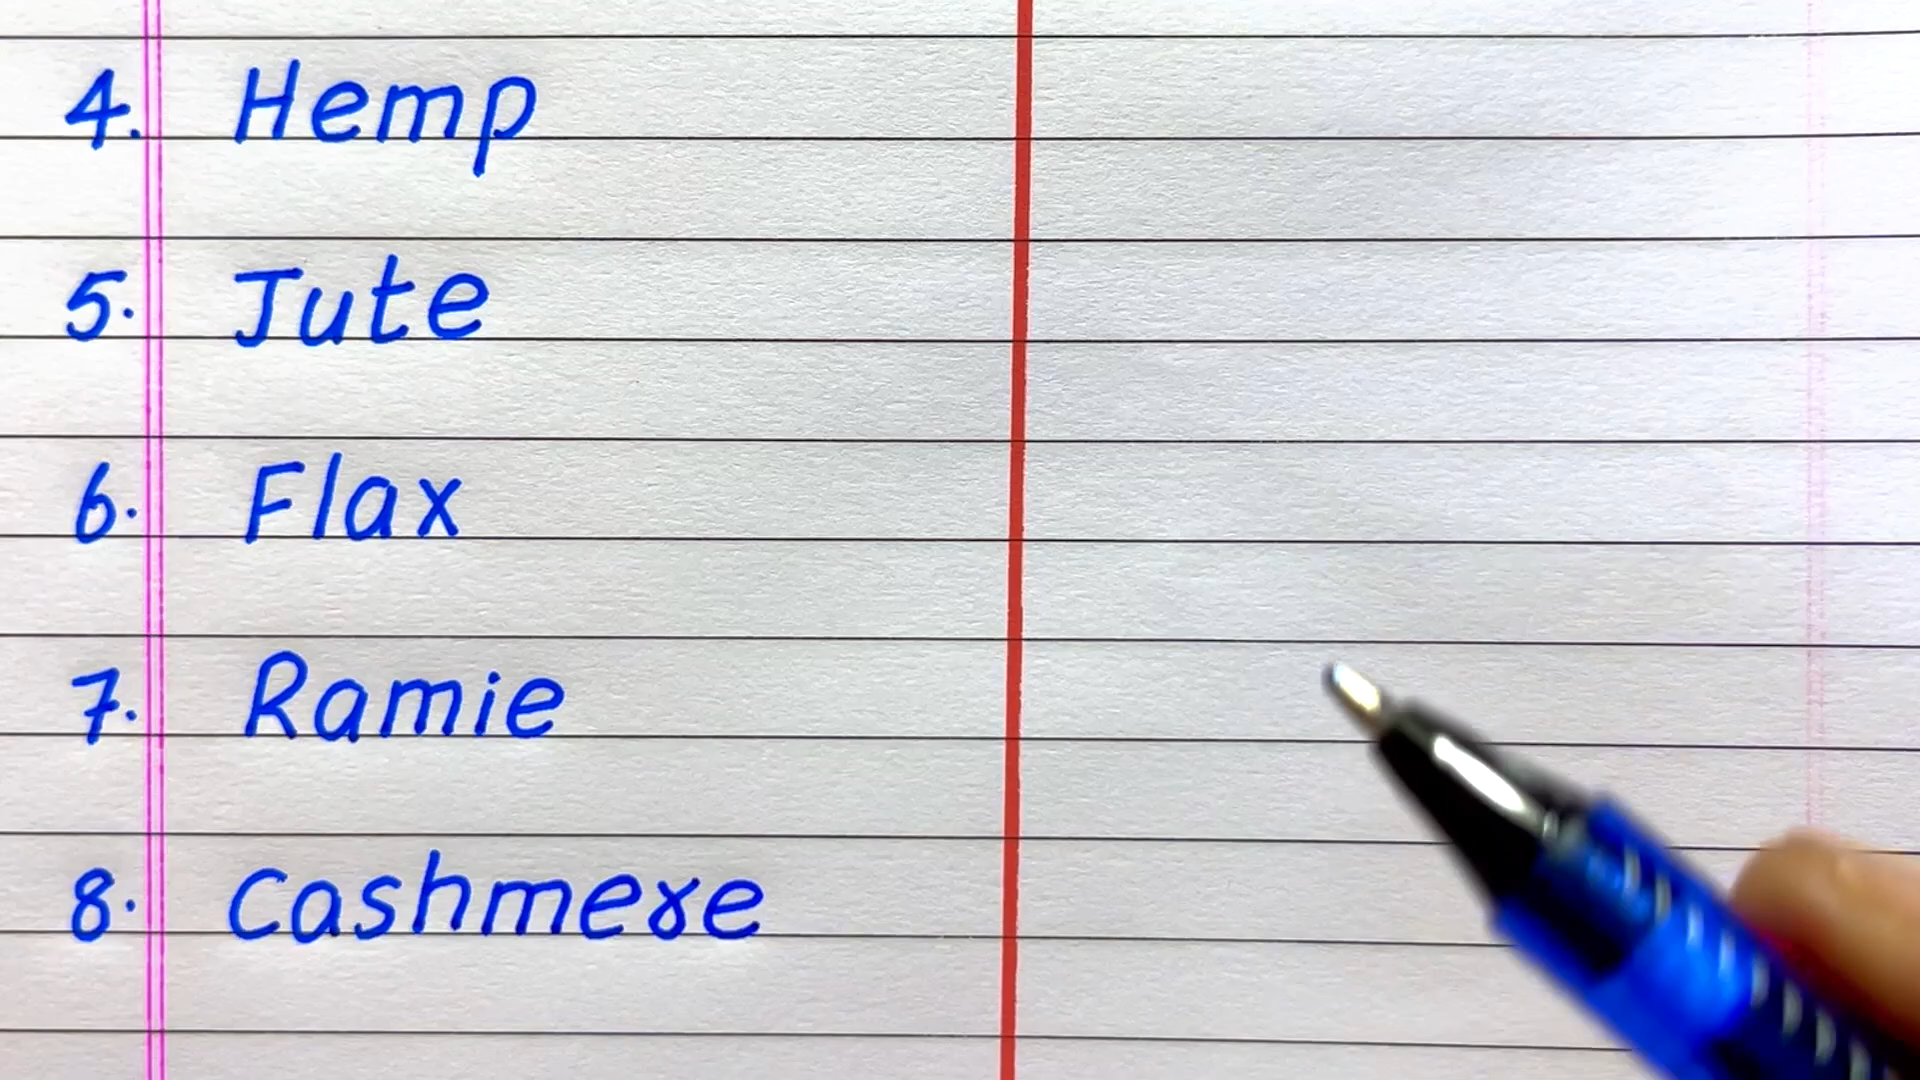 4. Hemp
5. Jute
6. Flax
7. Ramie
8. Cashmere